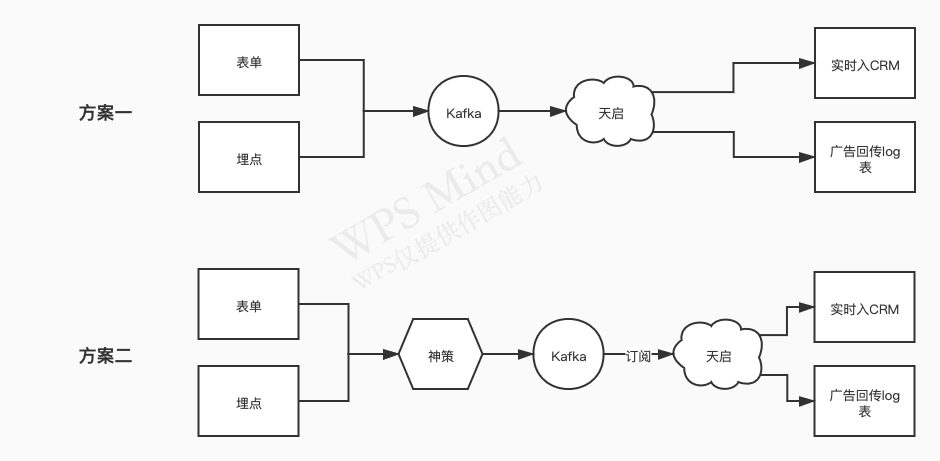 方案一
表单
埋点
Kafka
天启
实时入CRM
广告回传log
表
WPS Mind
WPS仅提供作图能力
方案二
表单
埋点
神策
Kafka
订阅
天启
实时入CRM
广告回传log
表